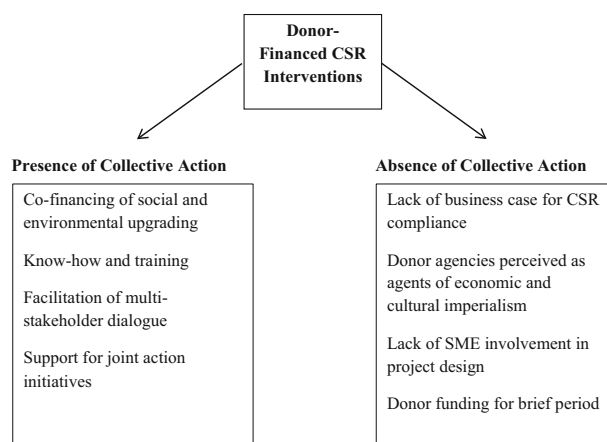 Donor-
Financed CSR
Interventions
Presence of Collective Action
Co-financing of social and
environmental upgrading
Know-how and training
Facilitation of multi-
stakeholder dialogue
Support for joint action
initiatives
Absence of Collective Action
Lack of business case for CSR
compliance
Donor agencies perceived as
agents of economic and
cultural imperialism
Lack of SME involvement in
project design
Donor funding for brief period